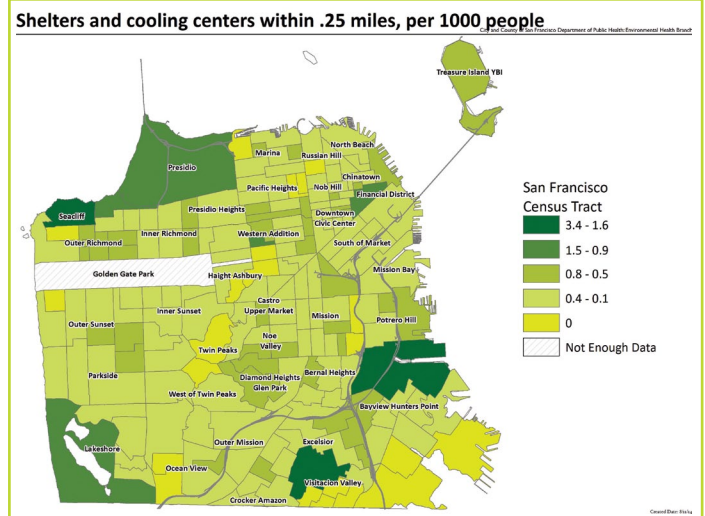 Shelters and cooling centers within .25 miles, per 1000 people
City and County of San Francisco Department of Public Health: Environmental Health Branch
Treasure Island YBI
North Beach
Marina
Russian Hill
Presidio
Chinatown
Pacific Heights
Nob Hill
Financial District
Seacliff
Presidio Heights
Downtown
Civic Center
Inner Richmond
Western Addition
Outer Richmond
South of Market
Golden Gate Park
Haight Ashbury
Mission Bay
Castro
Upper Market
Inner Sunset
Mission
Potrero Hill
Outer Sunset
Noe
Valley
Twin Peaks
Parkside
Diamond Heights
Glen Park
Bernal Heights
West of Twin Peaks
Bayview Hunters Point
Lakeshore
Outer Mission
Excelsior
Ocean View
Visitacion Valley
Crocker Amazon
San Francisco
Census Tract
3.4 - 1.6
1.5 - 0.9
0.8 - 0.5
0.4 - 0.1
0
Not Enough Data
Created Date: